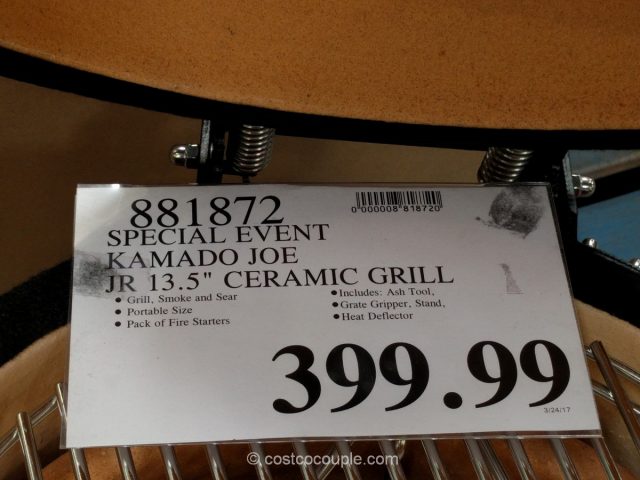 881872
0"000008"818720"
SPECIAL EVENT
KAMADO JOE
JR 13.5" CERAMIC GRILL
• Grill, Smoke and Sear
• Portable Size
• Pack of Fire Starters
• Includes: Ash Tool,
• Grate Gripper, Stand,
• Heat Deflector
399.99
3/24/17
© costcocouple.com